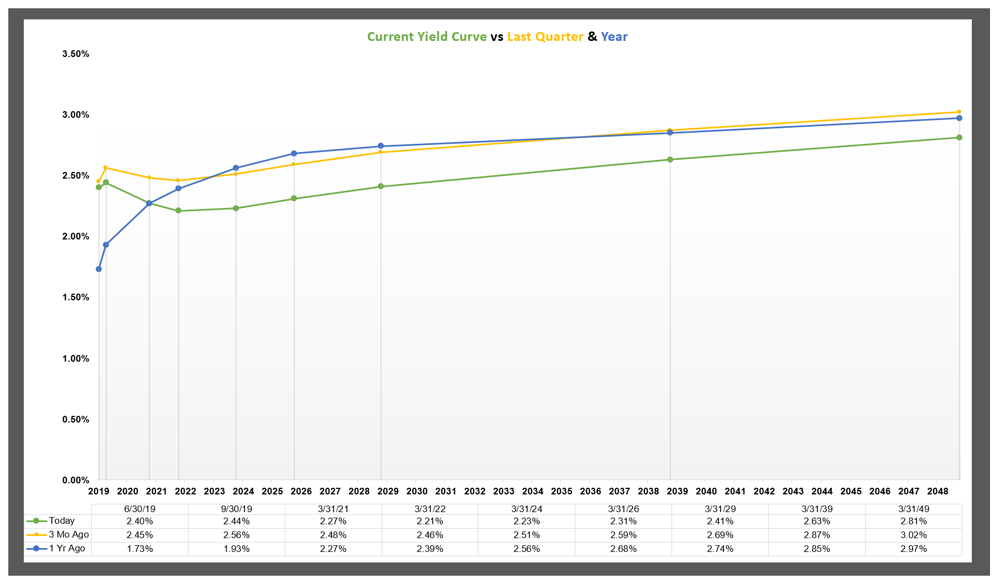 Current Yield Curve vs Last Quarter & Year
3.50%
3.00%
2.50%
2.00%
1.50%
1.00%
0.50%
0.00%
2019 2020 2021 2022 2023 2024 2025 2026 2027 2028 2029 2030 2031 2032 2033 2034 2035 2036 2037 2038 2039 2040 2041 2042 2043 2044 2045 2046 2047 2048
6/30/19 9/30/19 3/31/21 3/31/22 3/31/24 3/31/26 3/31/29 3/31/39 3/31/49
Today 2.40% 2.44% 2.27% 2.21% 2.23% 2.31% 2.41% 2.63% 2.81%
3 Mo Ago 2.45% 2.56% 2.48% 2.46% 2.51% 2.59% 2.69% 2.87% 3.02%
1 Yr Ago 1.73% 1.93% 2.27% 2.39% 2.56% 2.68% 2.74% 2.85% 2.97%